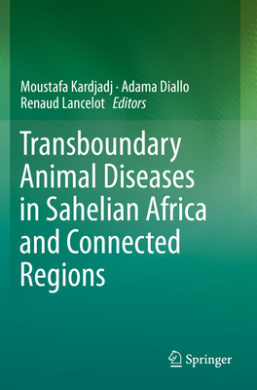 Moustafa Kardjadj · Adama Diallo
Renaud Lancelot Editors
Transboundary
Animal Diseases
in Sahelian Africa
and Connected
Regions
Springer